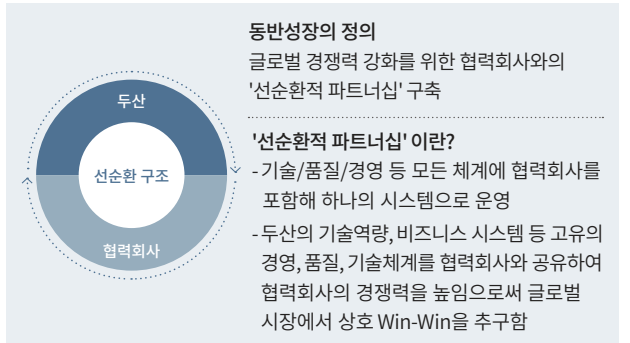 두산
선순환 구조
협력회사
동반성장의 정의
글로벌 경쟁력 강화를 위한 협력회사와의
'선순환적 파트너십' 구축
'선순환적 파트너십' 이란?
- 기술/품질/경영 등 모든 체계에 협력회사를
포함해 하나의 시스템으로 운영
- 두산의 기술역량, 비즈니스 시스템 등 고유의
경영, 품질, 기술체계를 협력회사와 공유하여
협력회사의 경쟁력을 높임으로써 글로벌
시장에서 상호 Win-Win을 추구함